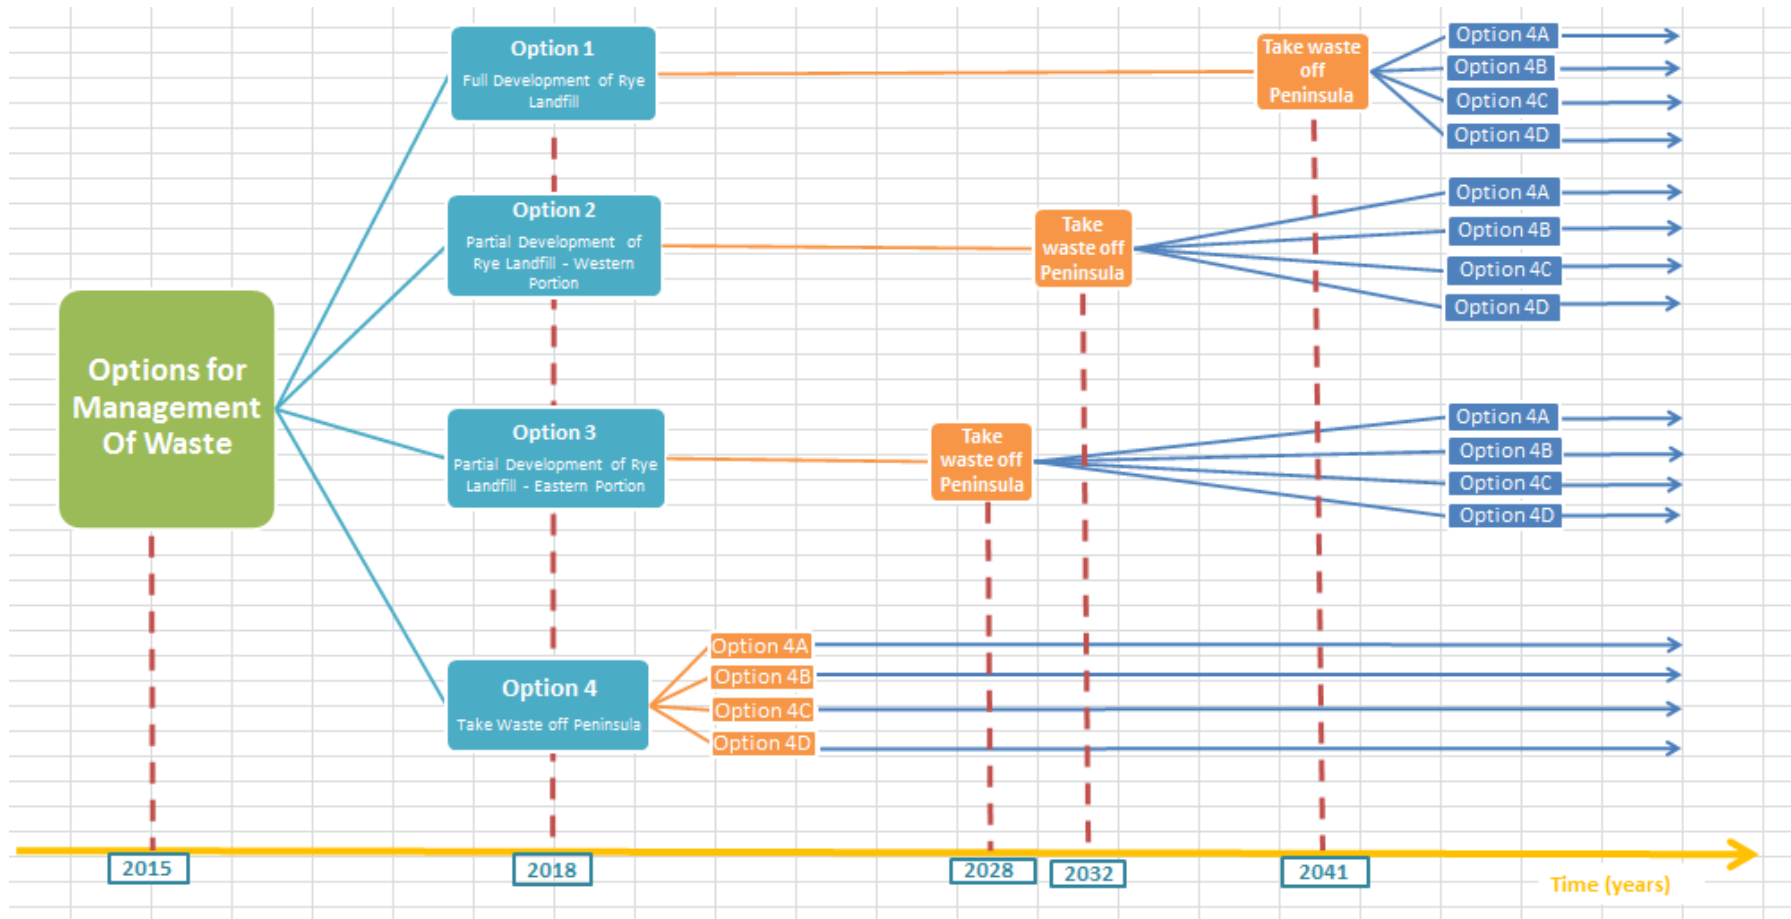 Option 1
Full Development of Rye
Landfill
Take waste
off
Peninsula
Option 4A
Option 4B
Option 4C
Option 4D
Option 2
Partial Development of
Rye Landfill - Western
Portion
Take
waste off
Peninsula
Option 4A
Option 4B
Option 4C
Option 4D
Options for
Management
Of Waste
Option 3
Partial Development of Rye
Landfill - Eastern Portion
Take
waste off
Peninsula
Option 4A
Option 4B
Option 4C
Option 4D
Option 4
Take Waste off Peninsula
Option 4A
Option 4B
Option 4C
Option 4D
2015
2018
2028
2032
2041
Time (years)